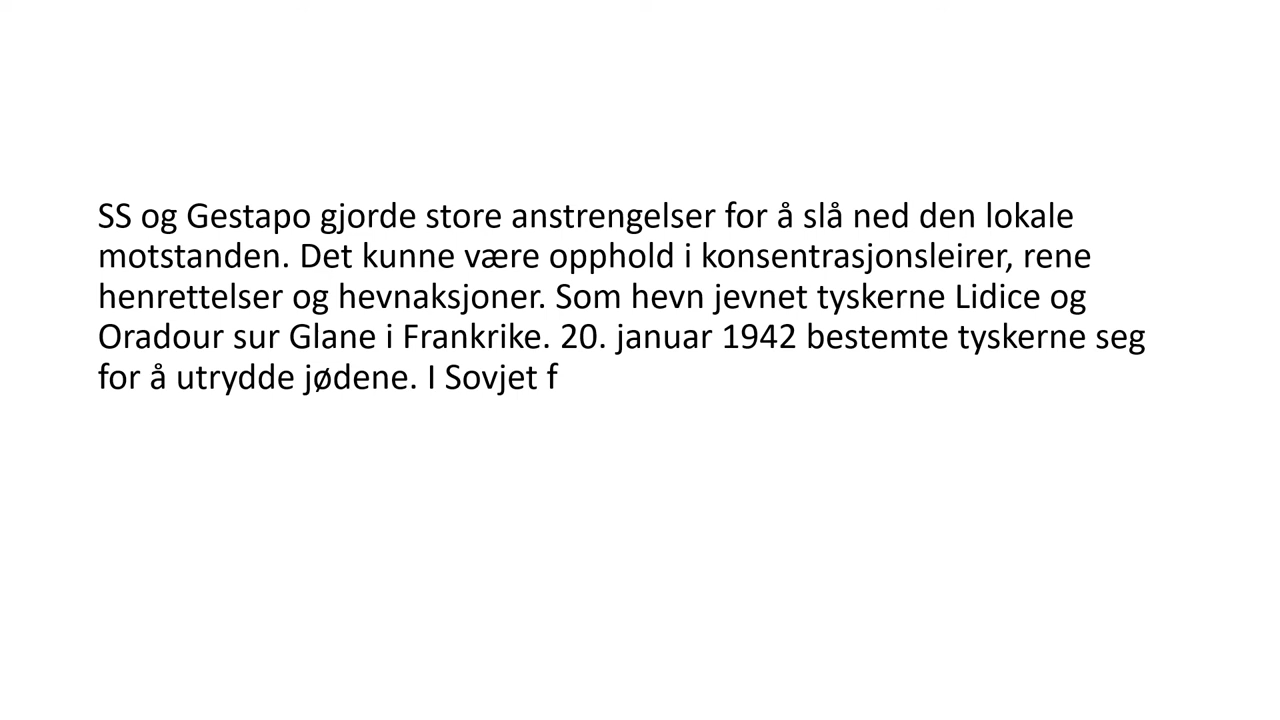 SS og Gestapo gjorde store anstrengelser for å slå ned den lokale
motstanden. Det kunne være opphold i konsentrasjonsleirer, rene
henrettelser og hevnaksjoner. Som hevn jevnet tyskerne Lidice og
Oradour sur Glane i Frankrike. 20. januar 1942 bestemte tyskerne seg
for å utrydde jødene. I Sovjet f